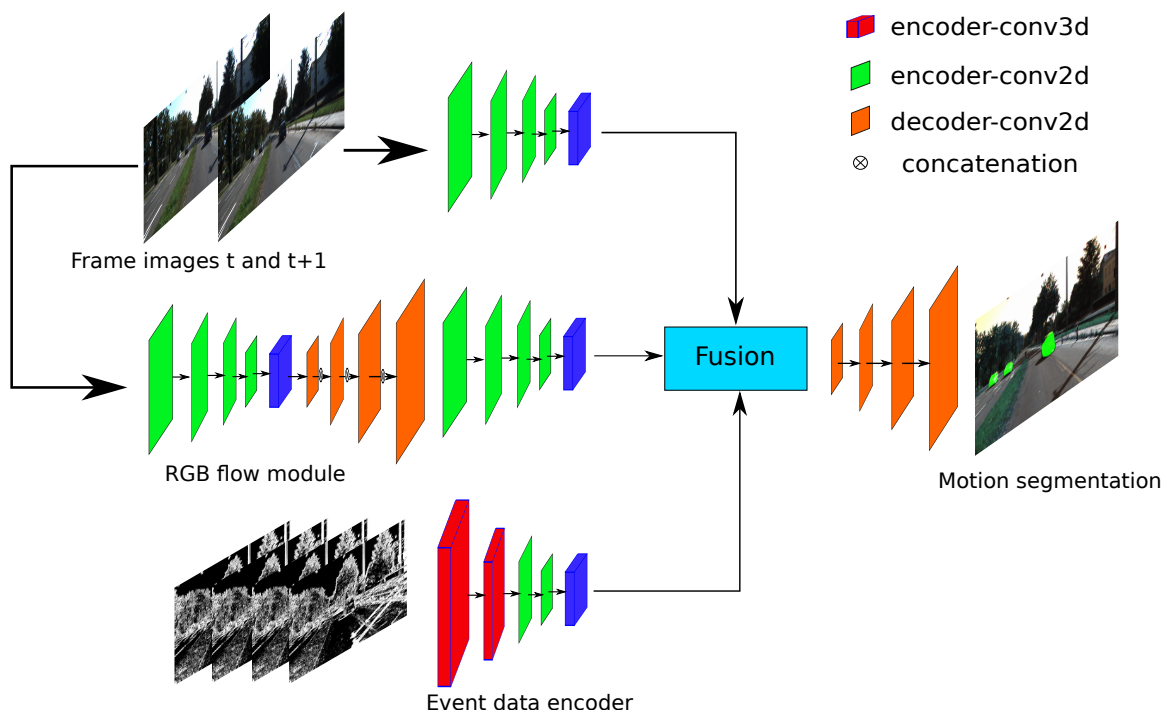 encoder-conv3d
encoder-conv2d
decoder-conv2d
concatenation
Frame images t and t+1
Fusion
RGB flow module
Motion segmentation
Event data encoder